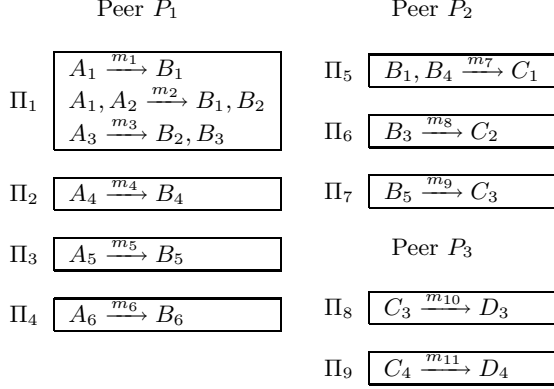 Peer P₁
Π₁
A₁ —m₁→ B₁
A₁, A₂ —m₂→ B₁, B₂
A₃ —m₃→ B₂, B₃
Π₂ A₄ —m₄→ B₄
Π₃ A₅ —m₅→ B₅
Π₄ A₆ —m₆→ B₆
Peer P₂
Π₅ B₁, B₄ —m₇→ C₁
Π₆ B₃ —m₈→ C₂
Π₇ B₅ —m₉→ C₃
Peer P₃
Π₈ C₃ —m₁₀→ D₃
Π₉ C₄ —m₁₁→ D₄